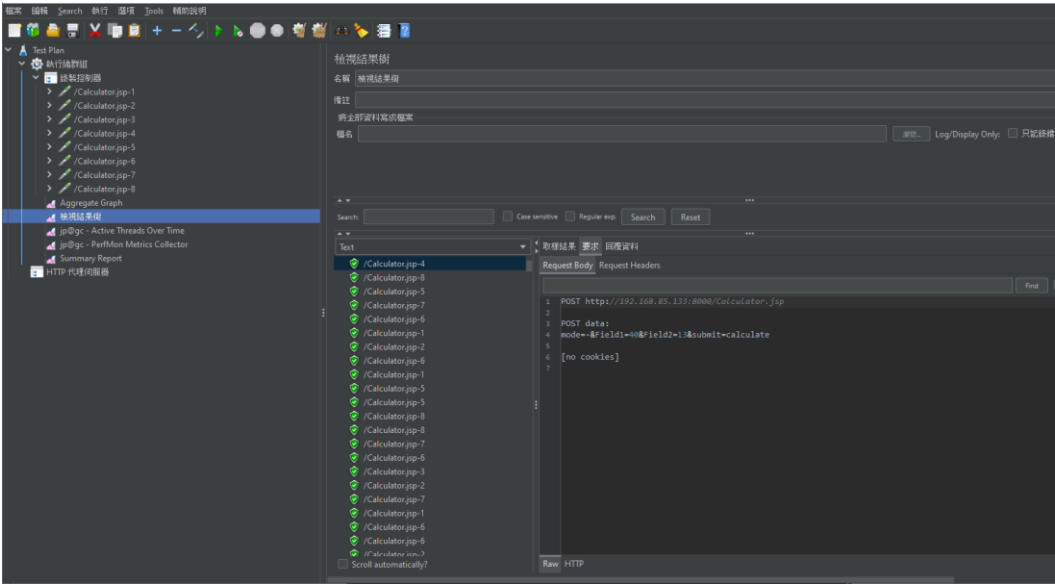 檔案 編輯 Search 執行 選項 Tools 輔助說明
Test Plan
執行緒群組
錄製控制器
/Calculator.jsp-1
/Calculator.jsp-2
/Calculator.jsp-3
/Calculator.jsp-4
/Calculator.jsp-5
/Calculator.jsp-6
/Calculator.jsp-7
/Calculator.jsp-8
Aggregate Graph
檢視結果樹
jp@gc - Active Threads Over Time
jp@gc - PerfMon Metrics Collector
Summary Report
HTTP 代理伺服器
檢視結果樹
名稱 檢視結果樹
備註
將全部資料寫成檔案
檔名 瀏覽... Log/Display Only: 只記錄錯
Search: Case sensitive Regular exp. Search Reset
Text
/Calculator.jsp-4
/Calculator.jsp-8
/Calculator.jsp-5
/Calculator.jsp-7
/Calculator.jsp-6
/Calculator.jsp-1
/Calculator.jsp-2
/Calculator.jsp-6
/Calculator.jsp-1
/Calculator.jsp-5
/Calculator.jsp-5
/Calculator.jsp-8
/Calculator.jsp-8
/Calculator.jsp-7
/Calculator.jsp-6
/Calculator.jsp-3
/Calculator.jsp-2
/Calculator.jsp-7
/Calculator.jsp-1
/Calculator.jsp-6
/Calculator.jsp-6
/Calculator.jsp-2
Scroll automatically?
取樣結果 要求 回覆資料
Request Body Request Headers
Find
1 POST http://192.168.85.133:8000/Calculator.jsp
2
3 POST data:
4 mode=-&Field1=40&Field2=13&submit=calculate
5
6 [no cookies]
7
Raw HTTP